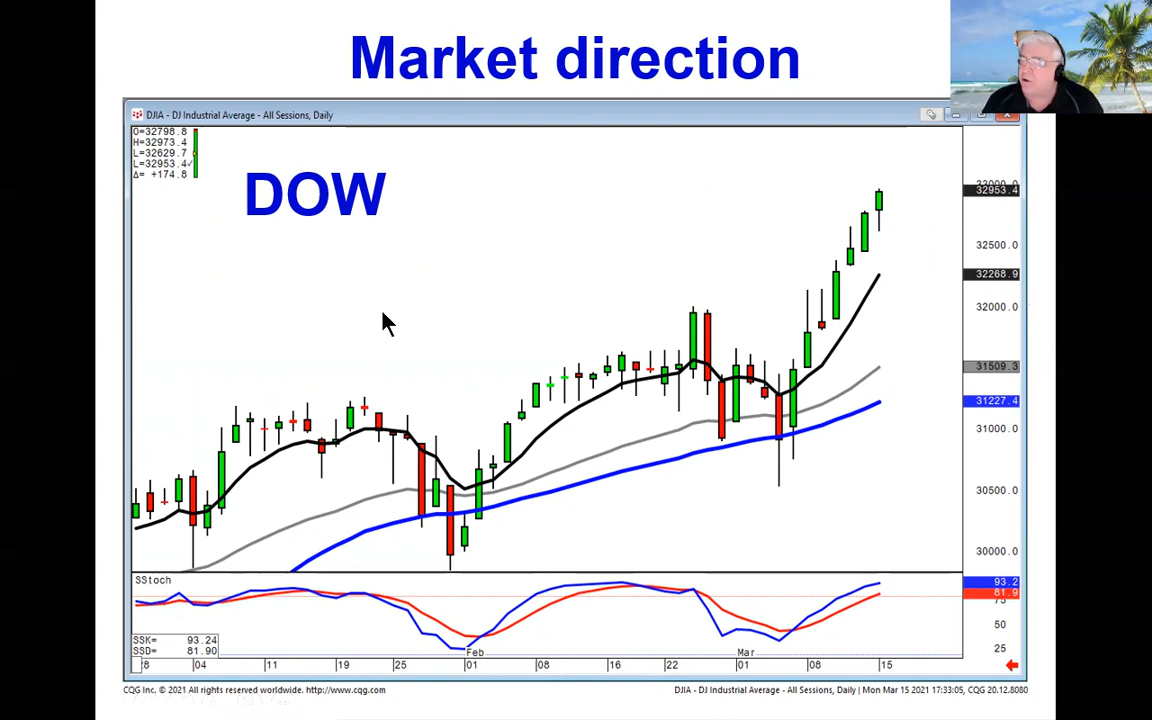 Market direction
DJIA - DJ Industrial Average - All Sessions, Daily
O=32798.8
H=32973.4
L=32629.7
L=32953.4✓
Δ= +174.8
DOW
32953.4
32500.0
32268.9
32000.0
31509.3
31227.4
31000.0
30500.0
30000.0
SStoch
93.2
81.9
75
50
25
SSK= 93.24
SSD= 81.90
Feb
Mar
28 04 11 19 25 01 08 16 22 01 08 15
CQG Inc. © 2021 All rights reserved worldwide. http://www.cqg.com
DJIA - DJ Industrial Average - All Sessions, Daily | Mon Mar 15 2021 17:33:05, CQG 20.12.8080